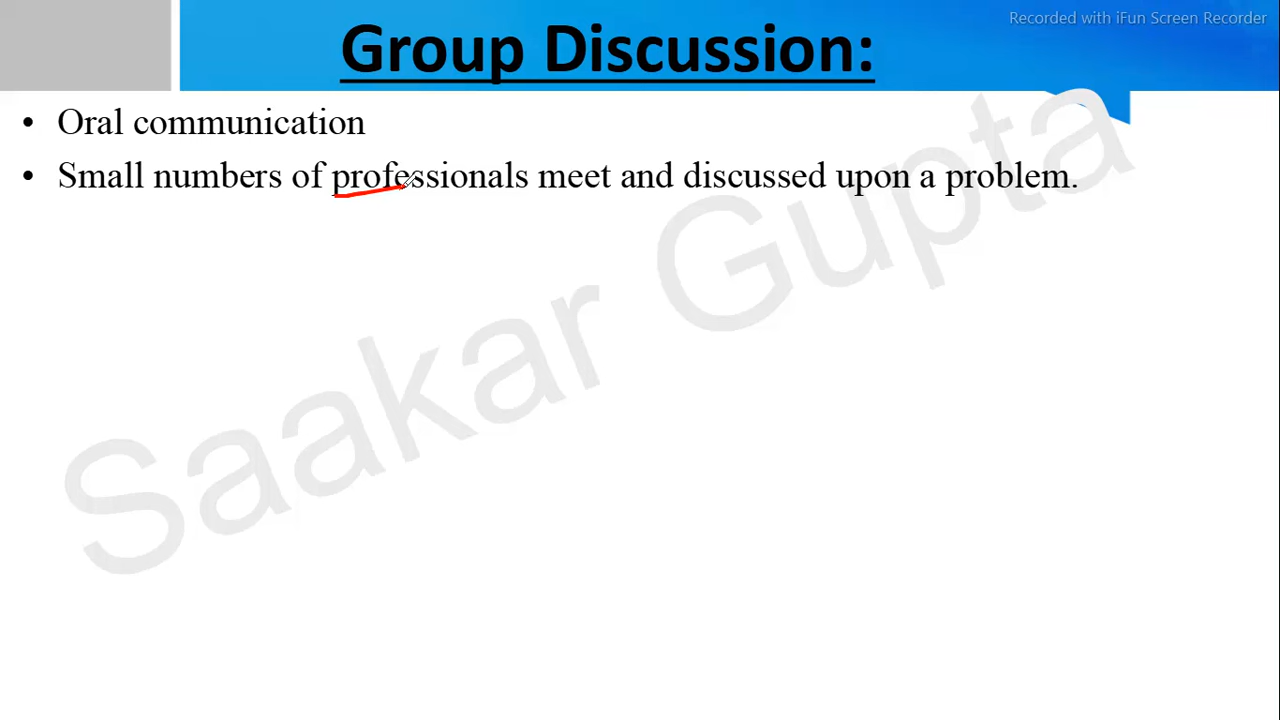 Recorded with iFun Screen Recorder
Group Discussion:
• Oral communication
• Small numbers of professionals meet and discussed upon a problem.
Saakar Gupta